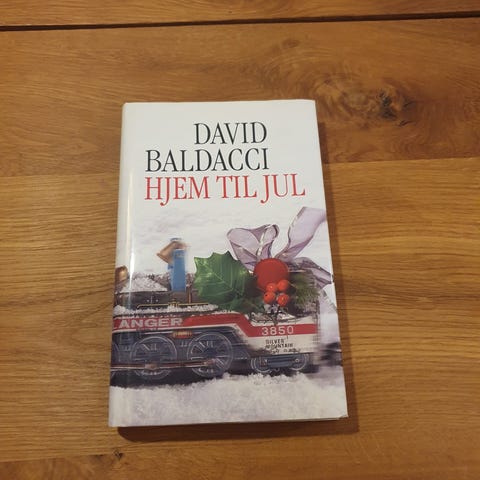 DAVID
BALDACCI
HJEM TIL JUL
ANGER
3850
SILVER
MOUNTAIN